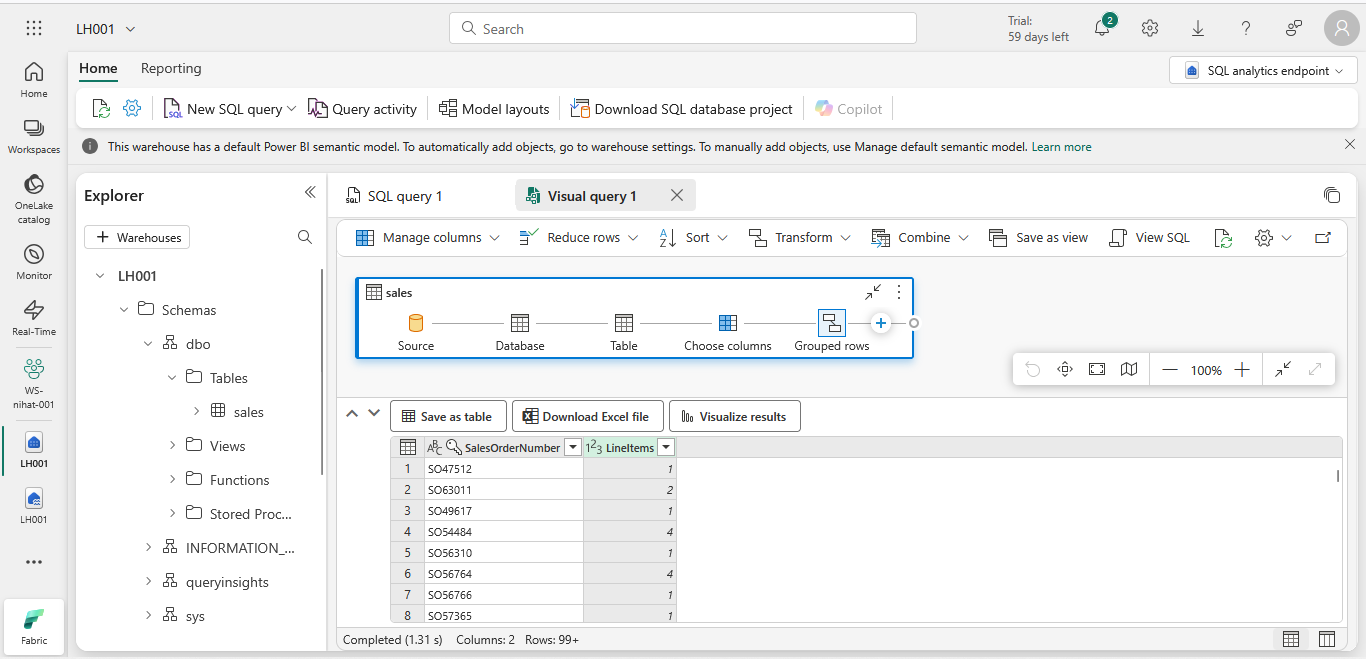 LH001
Search
Trial:
59 days left
2
Home
Workspaces
OneLake
catalog
Monitor
Real-Time
WS-
nihat-001
LH001
LH001
Fabric
Home
Reporting
SQL analytics endpoint
New SQL query
Query activity
Model layouts
Download SQL database project
Copilot
This warehouse has a default Power BI semantic model. To automatically add objects, go to warehouse settings. To manually add objects, use Manage default semantic model. Learn more
Explorer
+ Warehouses
LH001
Schemas
dbo
Tables
sales
Views
Functions
Stored Proc...
INFORMATION_...
queryinsights
sys
SQL query 1
Visual query 1
Manage columns
Reduce rows
Sort
Transform
Combine
Save as view
View SQL
sales
Source
Database
Table
Choose columns
Grouped rows
100%
Save as table
Download Excel file
Visualize results
ABC SalesOrderNumber 123 LineItems
1 SO47512 1
2 SO63011 2
3 SO49617 1
4 SO54484 4
5 SO56310 1
6 SO56764 4
7 SO56766 1
8 SO57365 1
Completed (1.31 s) Columns: 2 Rows: 99+